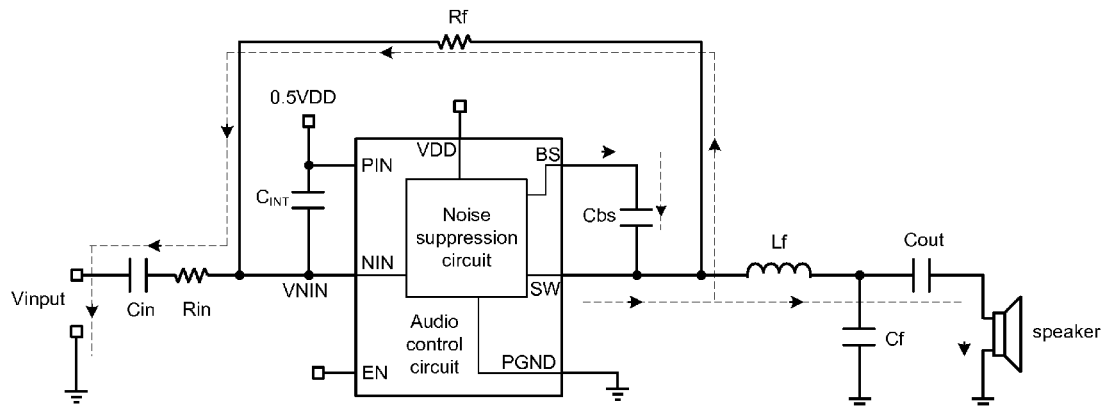 Rf
0.5VDD
VDD
BS
PIN
CINT
Noise
suppression
circuit
Cbs
Lf
Cout
NIN
SW
VNIN
Vinput
Cin
Rin
Audio
control
circuit
PGND
EN
Cf
speaker